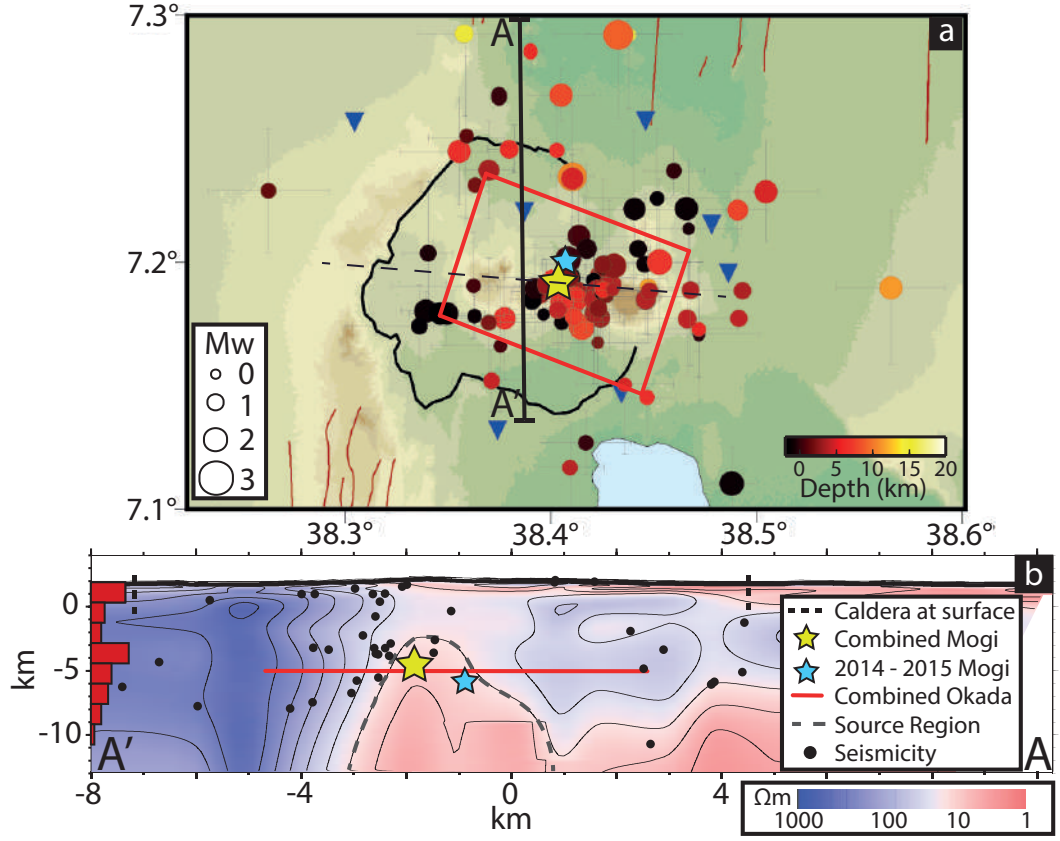 7.3°
A
a
7.2°
Mw
0
1
2
3
A'
0 5 10 15 20
Depth (km)
7.1°
38.3° 38.4° 38.5° 38.6°
b
0
-5
-10
km
Caldera at surface
Combined Mogi
2014 - 2015 Mogi
Combined Okada
Source Region
Seismicity
A' A
-8 -4 0 4
km
Ωm
1000 100 10 1